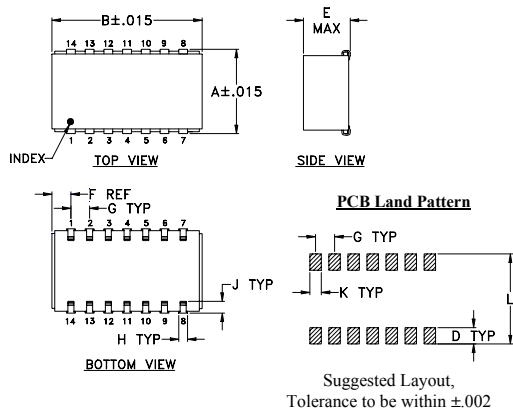 B±.015
E
MAX
14 13 12 11 10 9 8
A±.015
1 2 3 4 5 6 7
INDEX
TOP VIEW
SIDE VIEW
F REF
G TYP
1 2 3 4 5 6 7
J TYP
14 13 12 11 10 9 8
H TYP
BOTTOM VIEW
PCB Land Pattern
G TYP
K TYP
L
D TYP
Suggested Layout,
Tolerance to be within ±.002